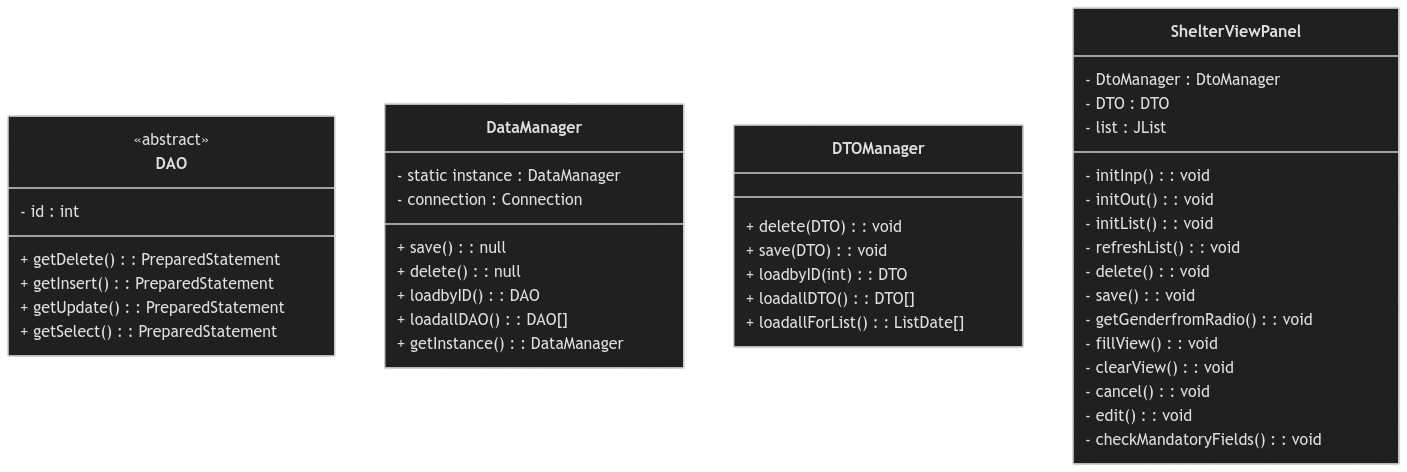 «abstract»
DAO
- id : int
+ getDelete() : : PreparedStatement
+ getInsert() : : PreparedStatement
+ getUpdate() : : PreparedStatement
+ getSelect() : : PreparedStatement
DataManager
- static instance : DataManager
- connection : Connection
+ save() : : null
+ delete() : : null
+ loadbyID() : : DAO
+ loadallDAO() : : DAO[]
+ getInstance() : : DataManager
DTOManager
+ delete(DTO) : : void
+ save(DTO) : : void
+ loadbyID(int) : : DTO
+ loadallDTO() : : DTO[]
+ loadallForList() : : ListDate[]
ShelterViewPanel
- DtoManager : DtoManager
- DTO : DTO
- list : JList
- initInp() : : void
- initOut() : : void
- initList() : : void
- refreshList() : : void
- delete() : : void
- save() : : void
- getGenderfromRadio() : : void
- fillView() : : void
- clearView() : : void
- cancel() : : void
- edit() : : void
- checkMandatoryFields() : : void